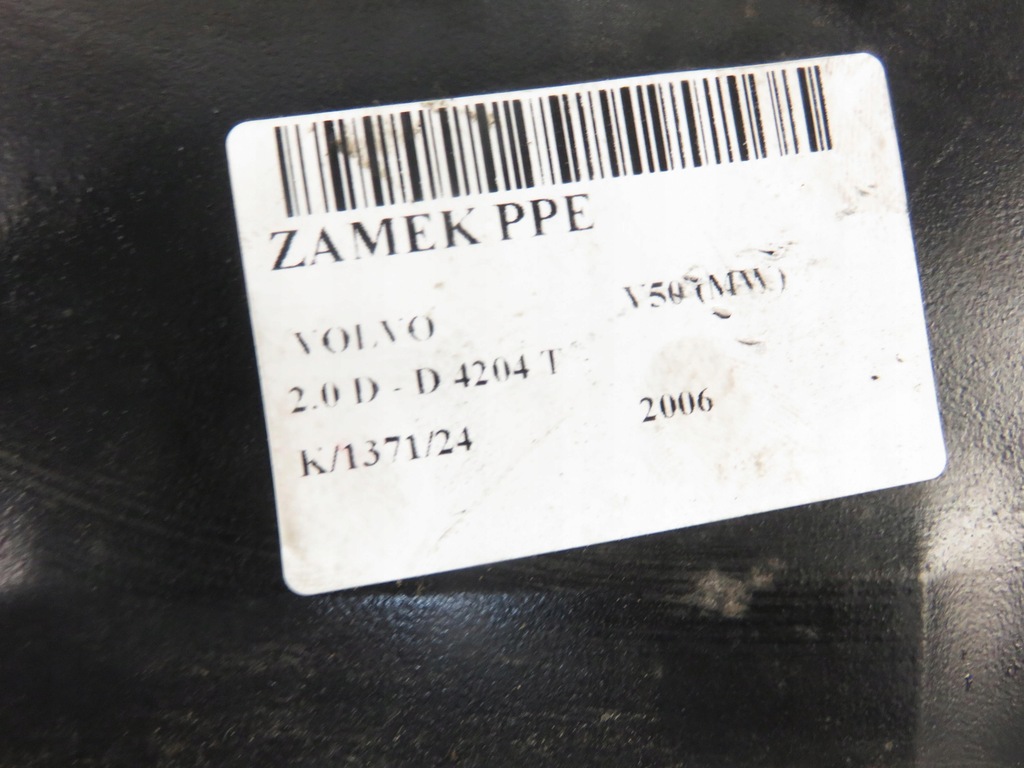 ZAMEK PPE
VOLVO V50 (MW)
2.0 D - D 4204 T
K/1371/24 2006